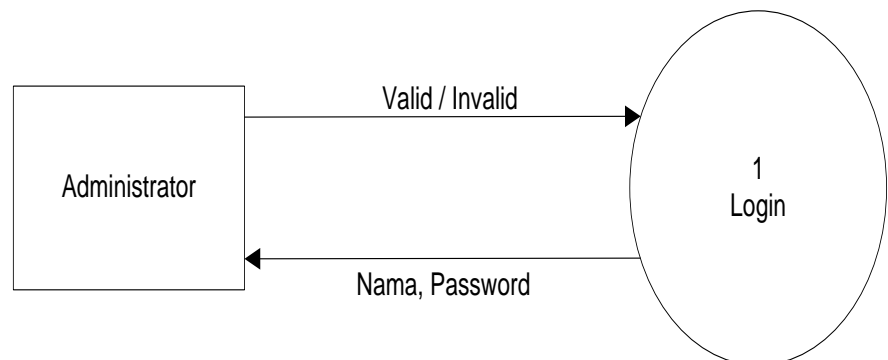 Valid / Invalid
Administrator
1
Login
Nama, Password